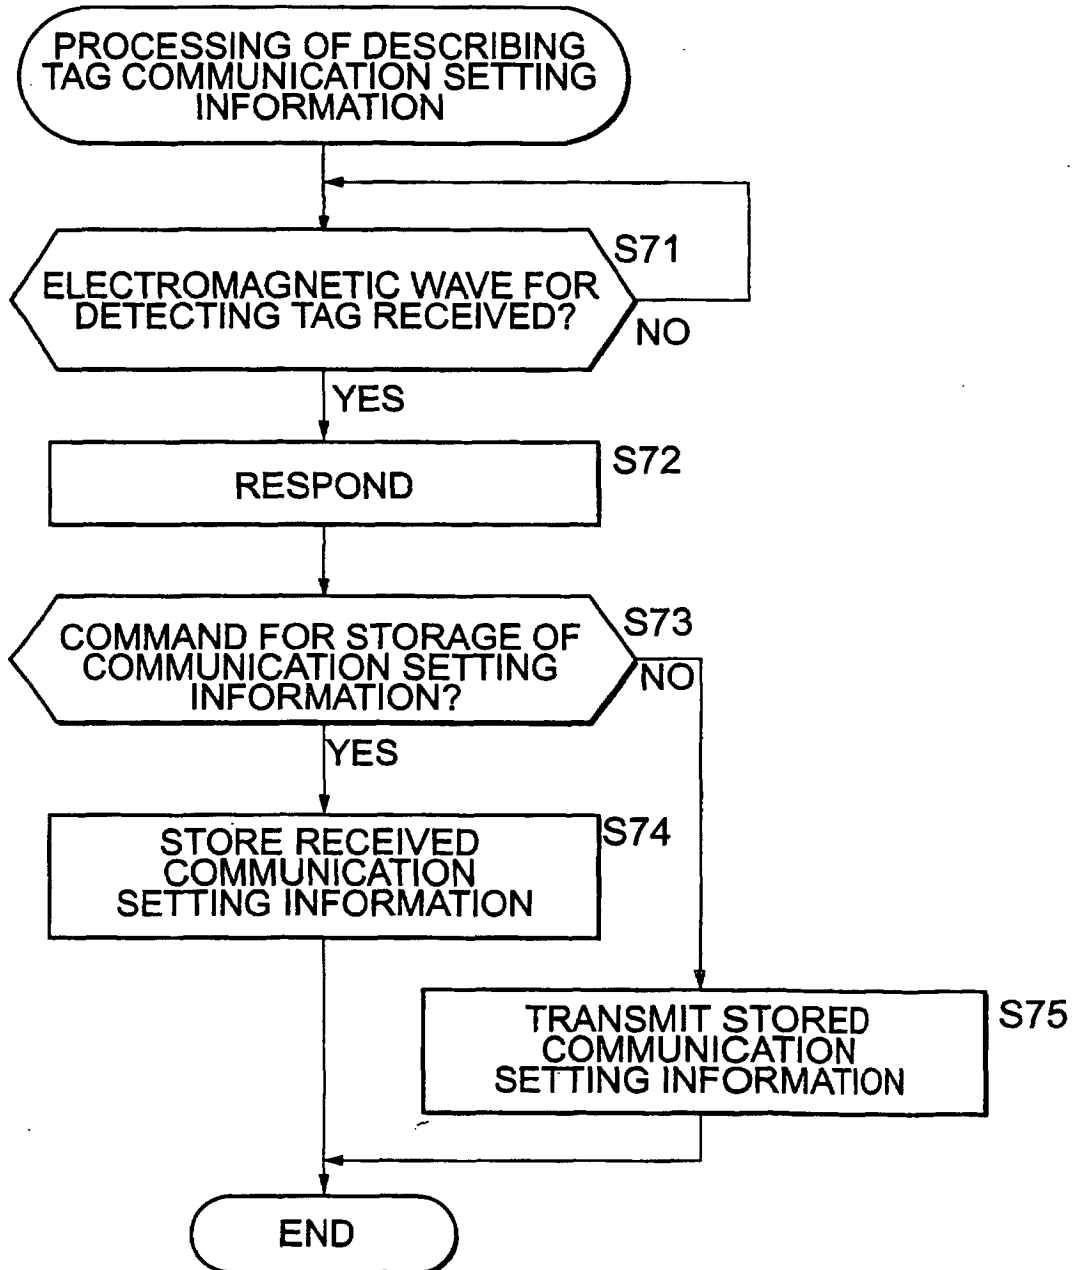 PROCESSING OF DESCRIBING
TAG COMMUNICATION SETTING
INFORMATION
S71
ELECTROMAGNETIC WAVE FOR
DETECTING TAG RECEIVED?
NO
YES
S72
RESPOND
S73
COMMAND FOR STORAGE OF
COMMUNICATION SETTING
INFORMATION?
NO
YES
S74
STORE RECEIVED
COMMUNICATION
SETTING INFORMATION
S75
TRANSMIT STORED
COMMUNICATION
SETTING INFORMATION
END